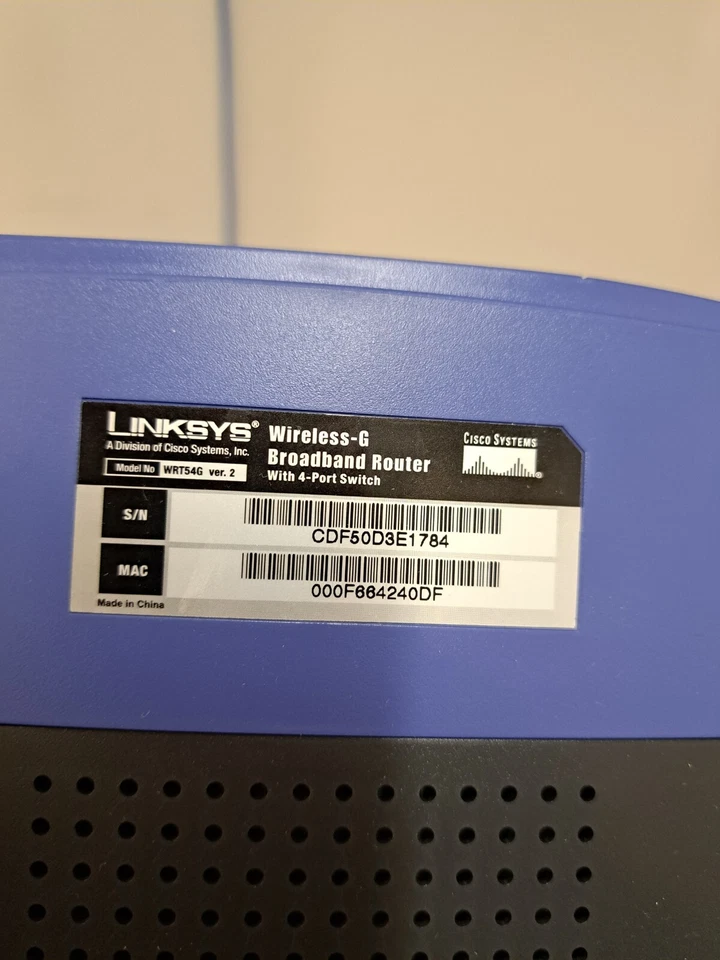 LINKSYS® Wireless-G
A Division of Cisco Systems, Inc.
Broadband Router
Model No WRT54G ver. 2
With 4-Port Switch
CISCO SYSTEMS
®
S/N
CDF50D3E1784
MAC
000F664240DF
Made in China